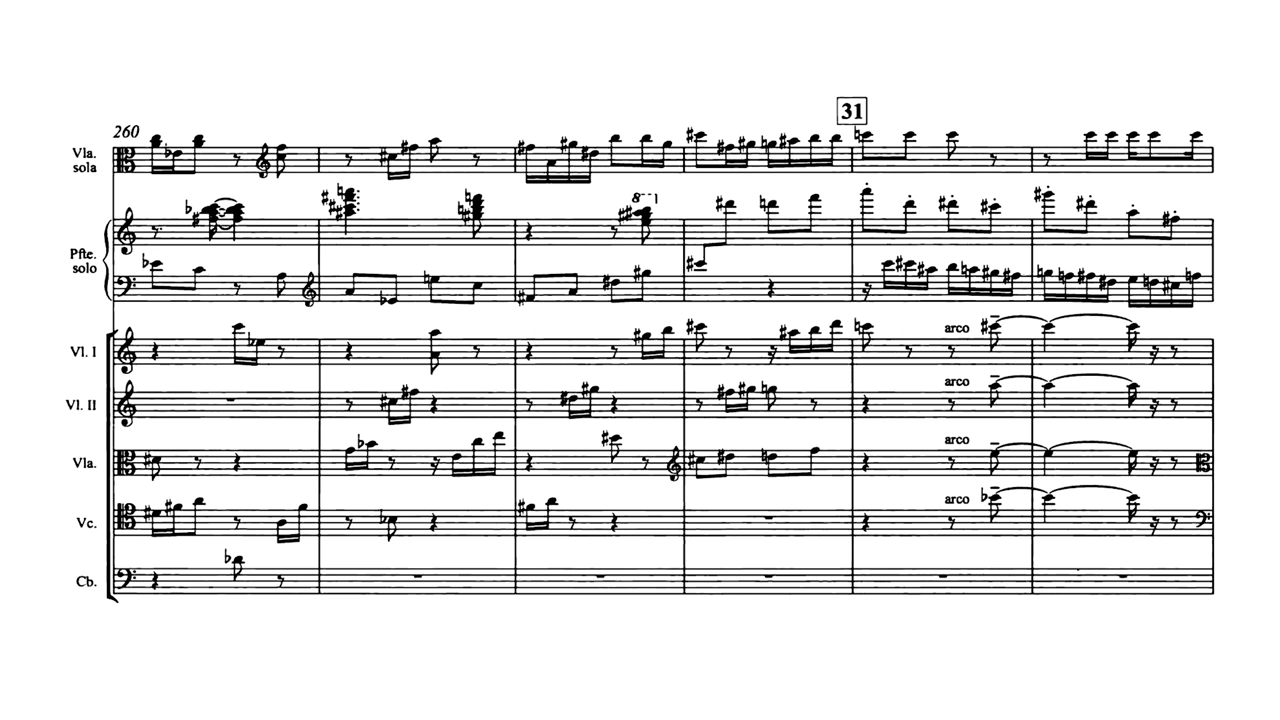 31
260
Vla.
sola
8
Pfte.
solo
Vl. I
arco
Vl. II
arco
Vla.
arco
Vc.
arco
Cb.